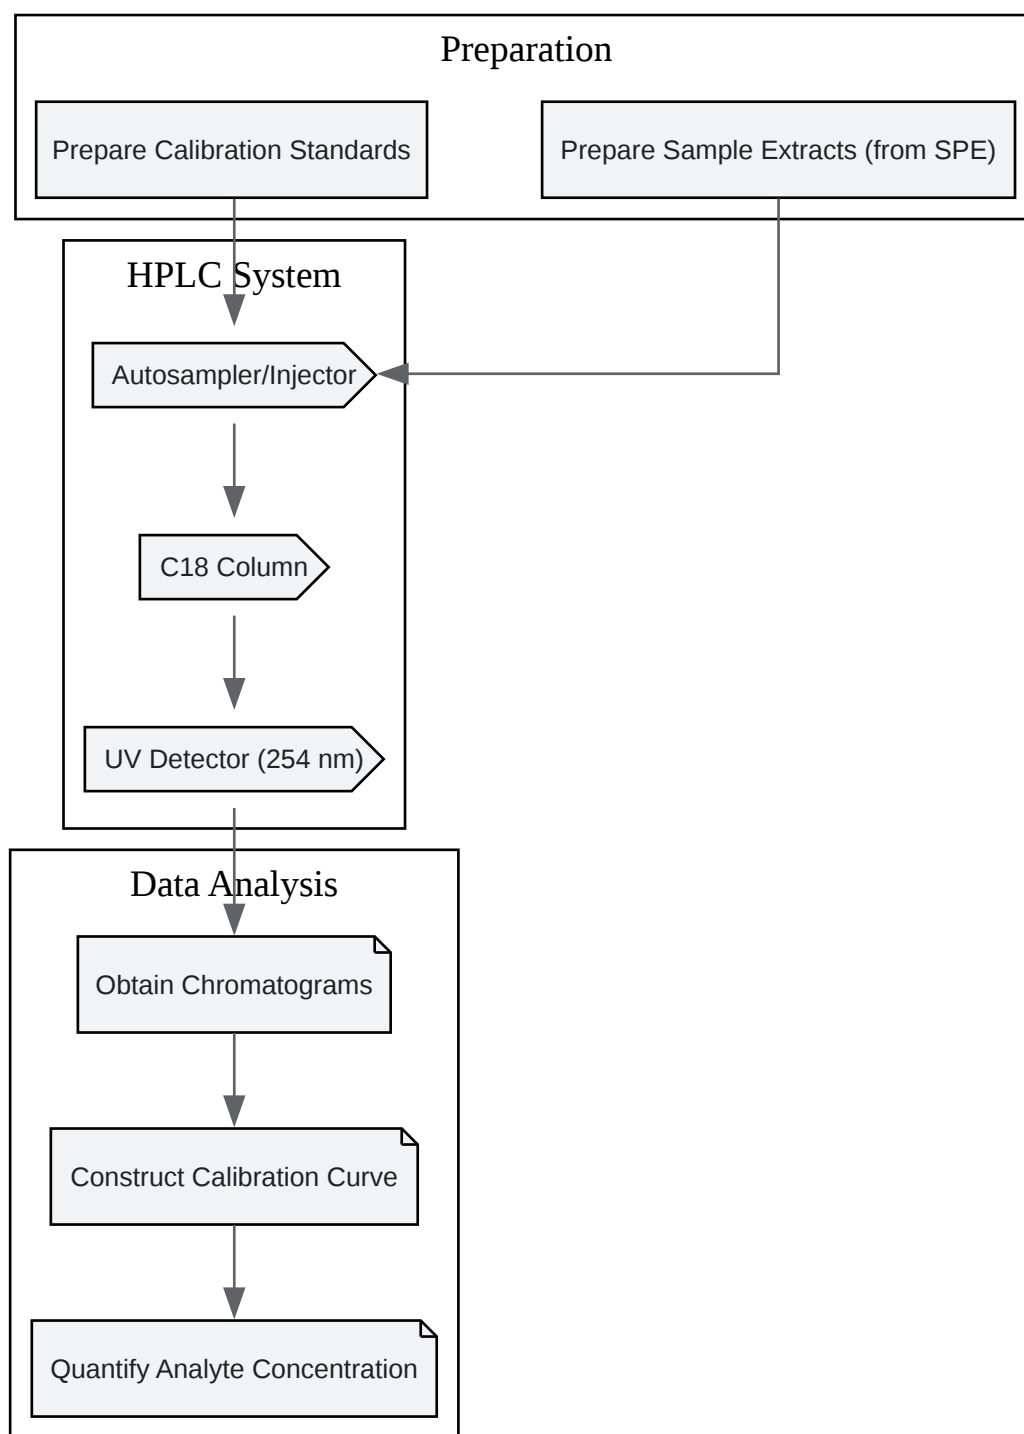 Preparation
Prepare Calibration Standards
Prepare Sample Extracts (from SPE)
HPLC System
Autosampler/Injector
C18 Column
UV Detector (254 nm)
Data Analysis
Obtain Chromatograms
Construct Calibration Curve
Quantify Analyte Concentration